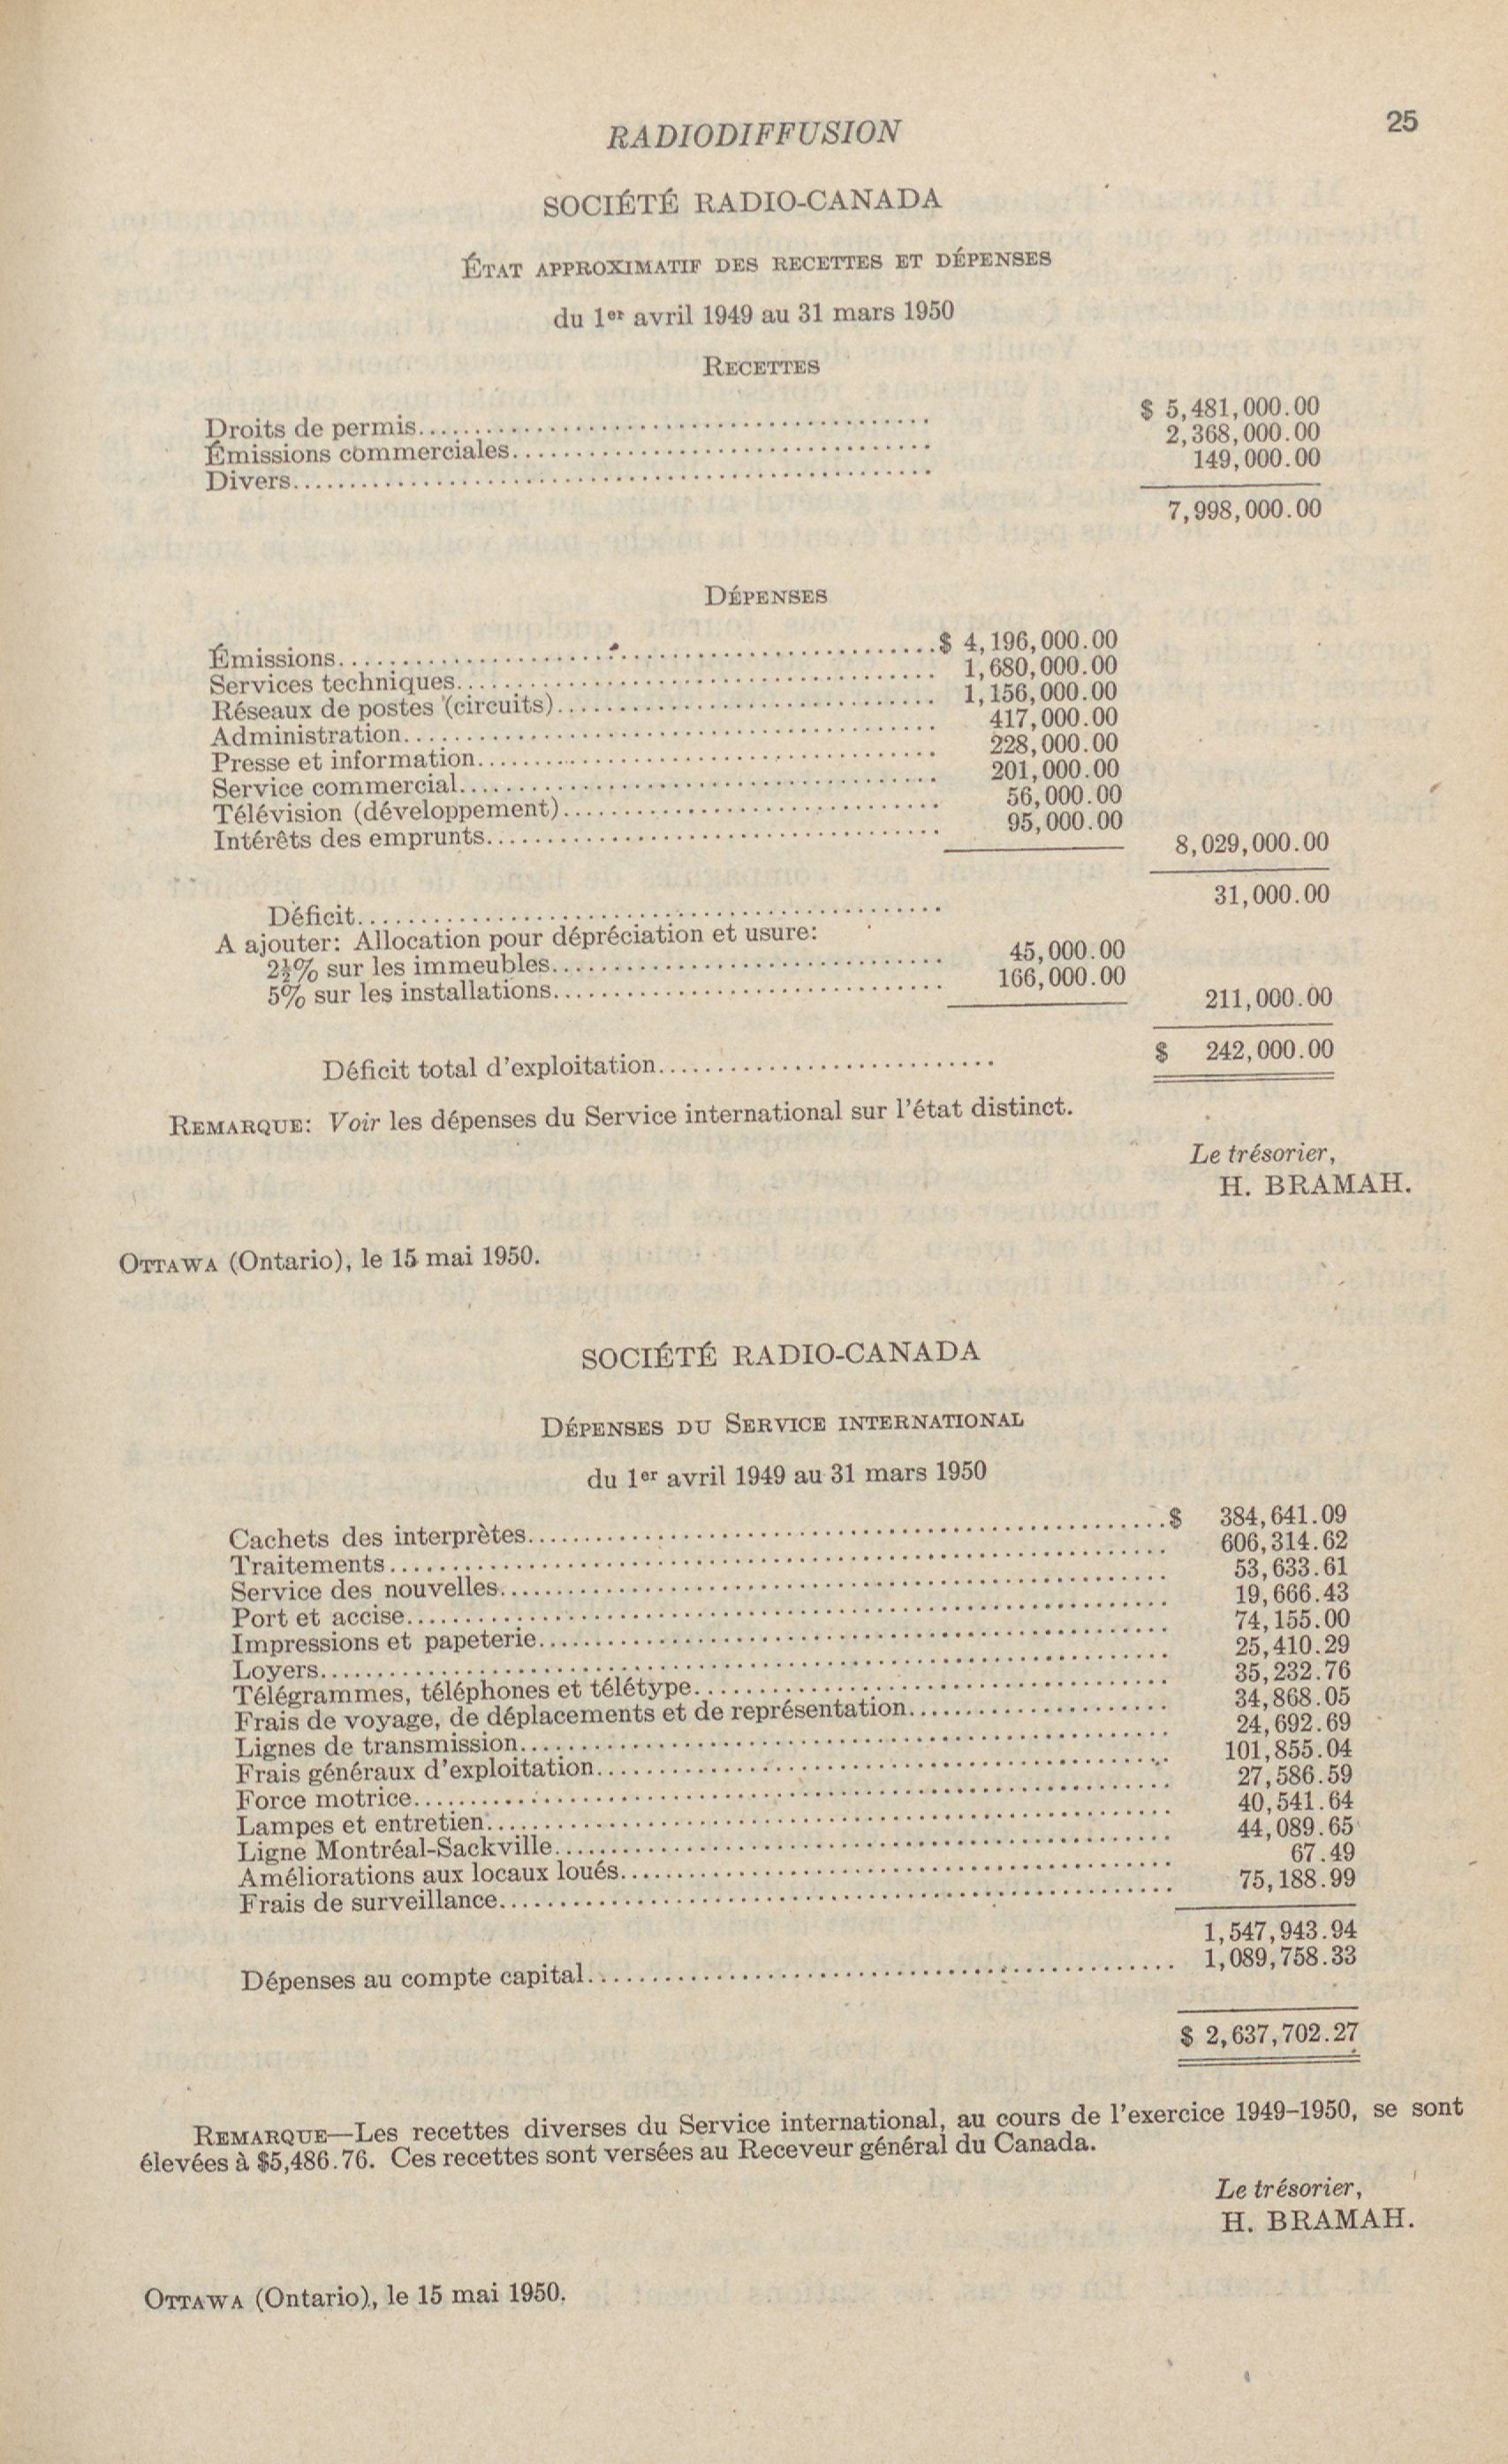 RADIODIFFUSION 25
SOCIÉTÉ RADIO-CANADA
ÉTAT APPROXIMATIF DES RECETTES ET DÉPENSES
du 1er avril 1949 au 31 mars 1950
RECETTES
Droits de permis........................................ $ 5,481,000.00
Émissions commerciales........................................ 2,368,000.00
Divers........................................ 149,000.00
7,998,000.00
DÉPENSES
Émissions........................................$ 4,196,000.00
Services techniques........................................ 1,680,000.00
Réseaux de postes (circuits)........................................ 1,156,000.00
Administration........................................ 417,000.00
Presse et information........................................ 228,000.00
Service commercial........................................ 201,000.00
Télévision (développement)........................................ 56,000.00
Intérêts des emprunts........................................ 95,000.00
8,029,000.00
Déficit........................................ 31,000.00
A ajouter: Allocation pour dépréciation et usure:
2½% sur les immeubles........................................ 45,000.00
5% sur les installations........................................ 166,000.00
211,000.00
Déficit total d'exploitation........................................ $ 242,000.00
REMARQUE: Voir les dépenses du Service international sur l'état distinct.
Le trésorier,
H. BRAMAH.
OTTAWA (Ontario), le 15 mai 1950.
SOCIÉTÉ RADIO-CANADA
DÉPENSES DU SERVICE INTERNATIONAL
du 1er avril 1949 au 31 mars 1950
Cachets des interprètes........................................$ 384,641.09
Traitements........................................ 606,314.62
Service des nouvelles........................................ 53,633.61
Port et accise........................................ 19,666.43
Impressions et papeterie........................................ 74,155.00
Loyers........................................ 25,410.29
Télégrammes, téléphones et télétype........................................ 35,232.76
Frais de voyage, de déplacements et de représentation........................................ 34,868.05
Lignes de transmission........................................ 24,692.69
Frais généraux d'exploitation........................................ 101,855.04
Force motrice........................................ 27,586.59
Lampes et entretien........................................ 40,541.64
Ligne Montréal-Sackville........................................ 44,089.65
Améliorations aux locaux loués........................................ 67.49
Frais de surveillance........................................ 75,188.99
1,547,943.94
Dépenses au compte capital........................................ 1,089,758.33
$ 2,637,702.27
REMARQUE—Les recettes diverses du Service international, au cours de l'exercice 1949-1950, se sont
élevées à $5,486.76. Ces recettes sont versées au Receveur général du Canada.
Le trésorier,
H. BRAMAH.
OTTAWA (Ontario), le 15 mai 1950.